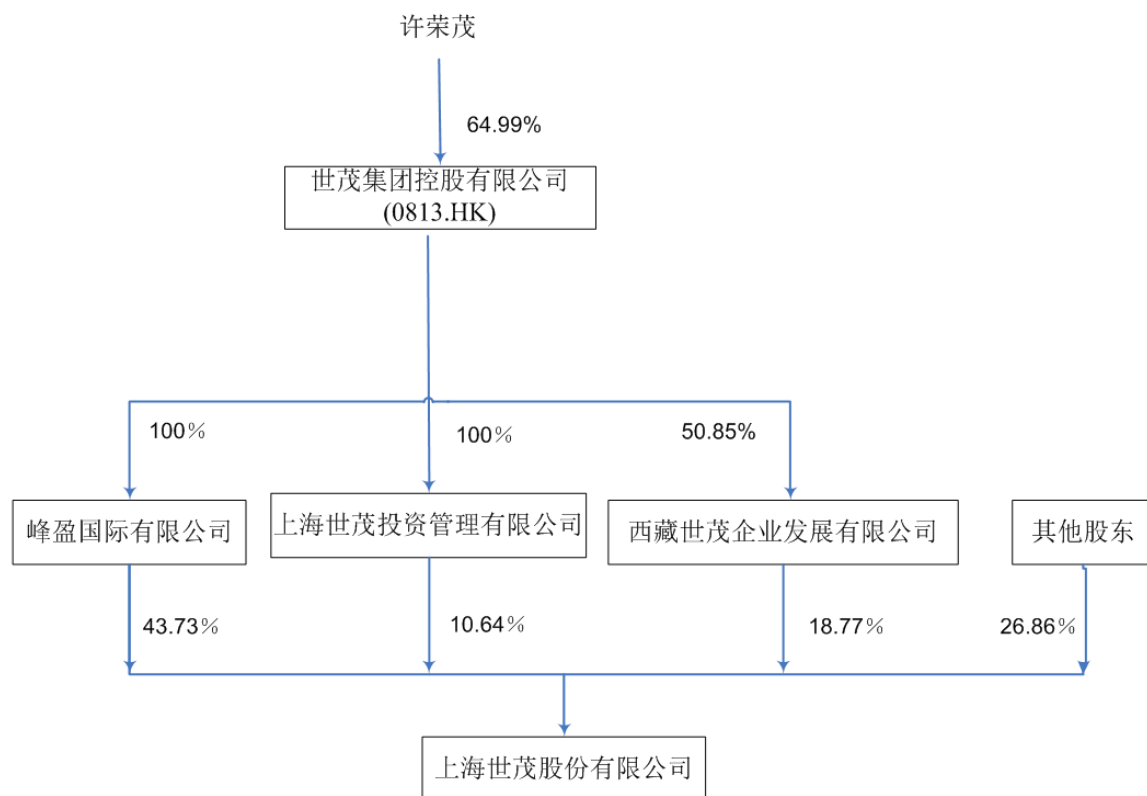 许荣茂
64.99%
世茂集团控股有限公司
(0813.HK)
100%
100%
50.85%
峰盈国际有限公司
上海世茂投资管理有限公司
西藏世茂企业发展有限公司
其他股东
43.73%
10.64%
18.77%
26.86%
上海世茂股份有限公司